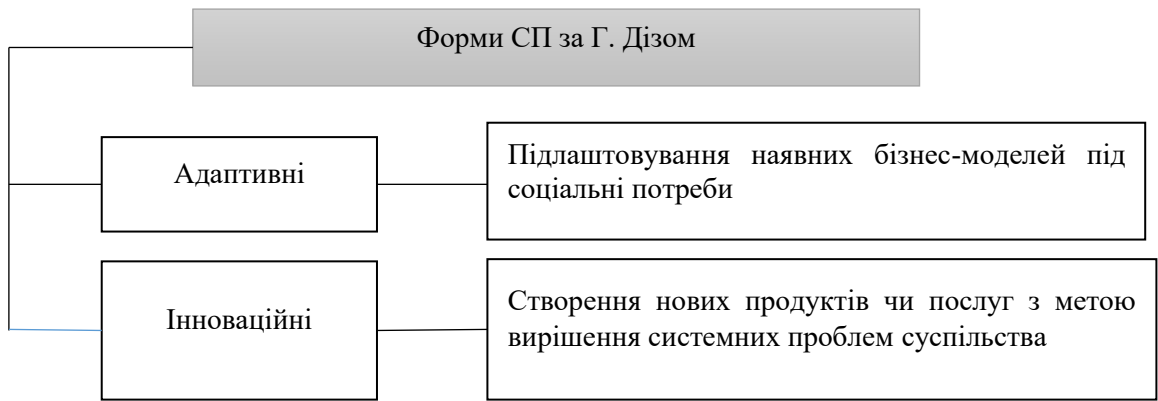 Форми СП за Г. Дізом
Адаптивні
Підлаштовування наявних бізнес-моделей під
соціальні потреби
Інноваційні
Створення нових продуктів чи послуг з метою
вирішення системних проблем суспільства